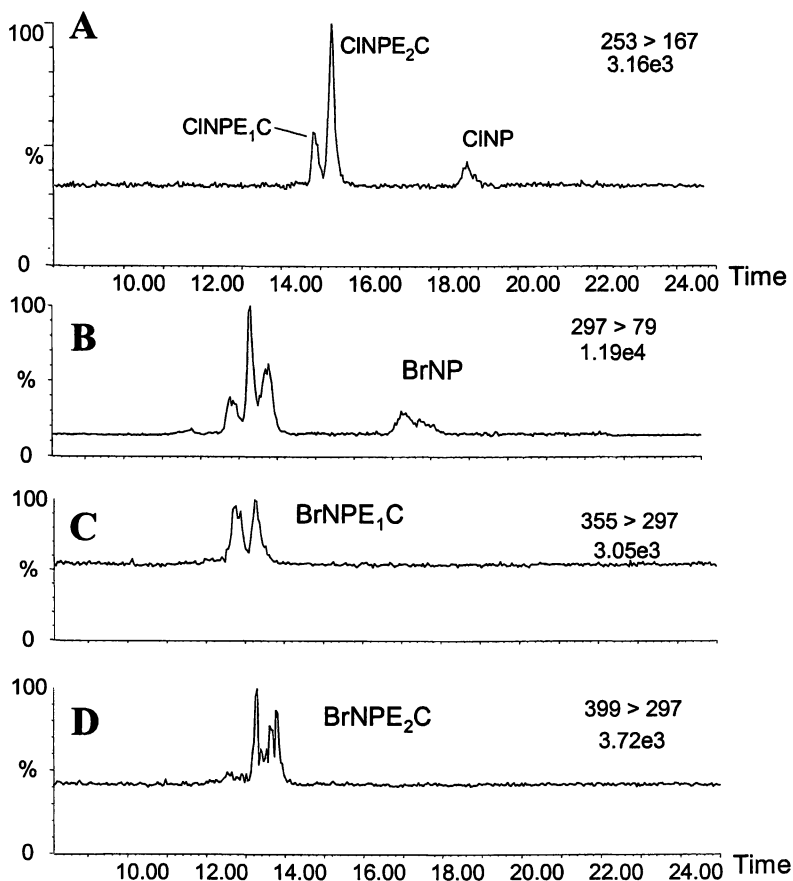 A
100
%
0
ClNPE₁C
ClNPE₂C
ClNP
253 > 167
3.16e3
10.00 12.00 14.00 16.00 18.00 20.00 22.00 24.00 Time
B
100
%
0
BrNP
297 > 79
1.19e4
C
100
%
0
BrNPE₁C
355 > 297
3.05e3
D
100
%
0
BrNPE₂C
399 > 297
3.72e3
10.00 12.00 14.00 16.00 18.00 20.00 22.00 24.00 Time